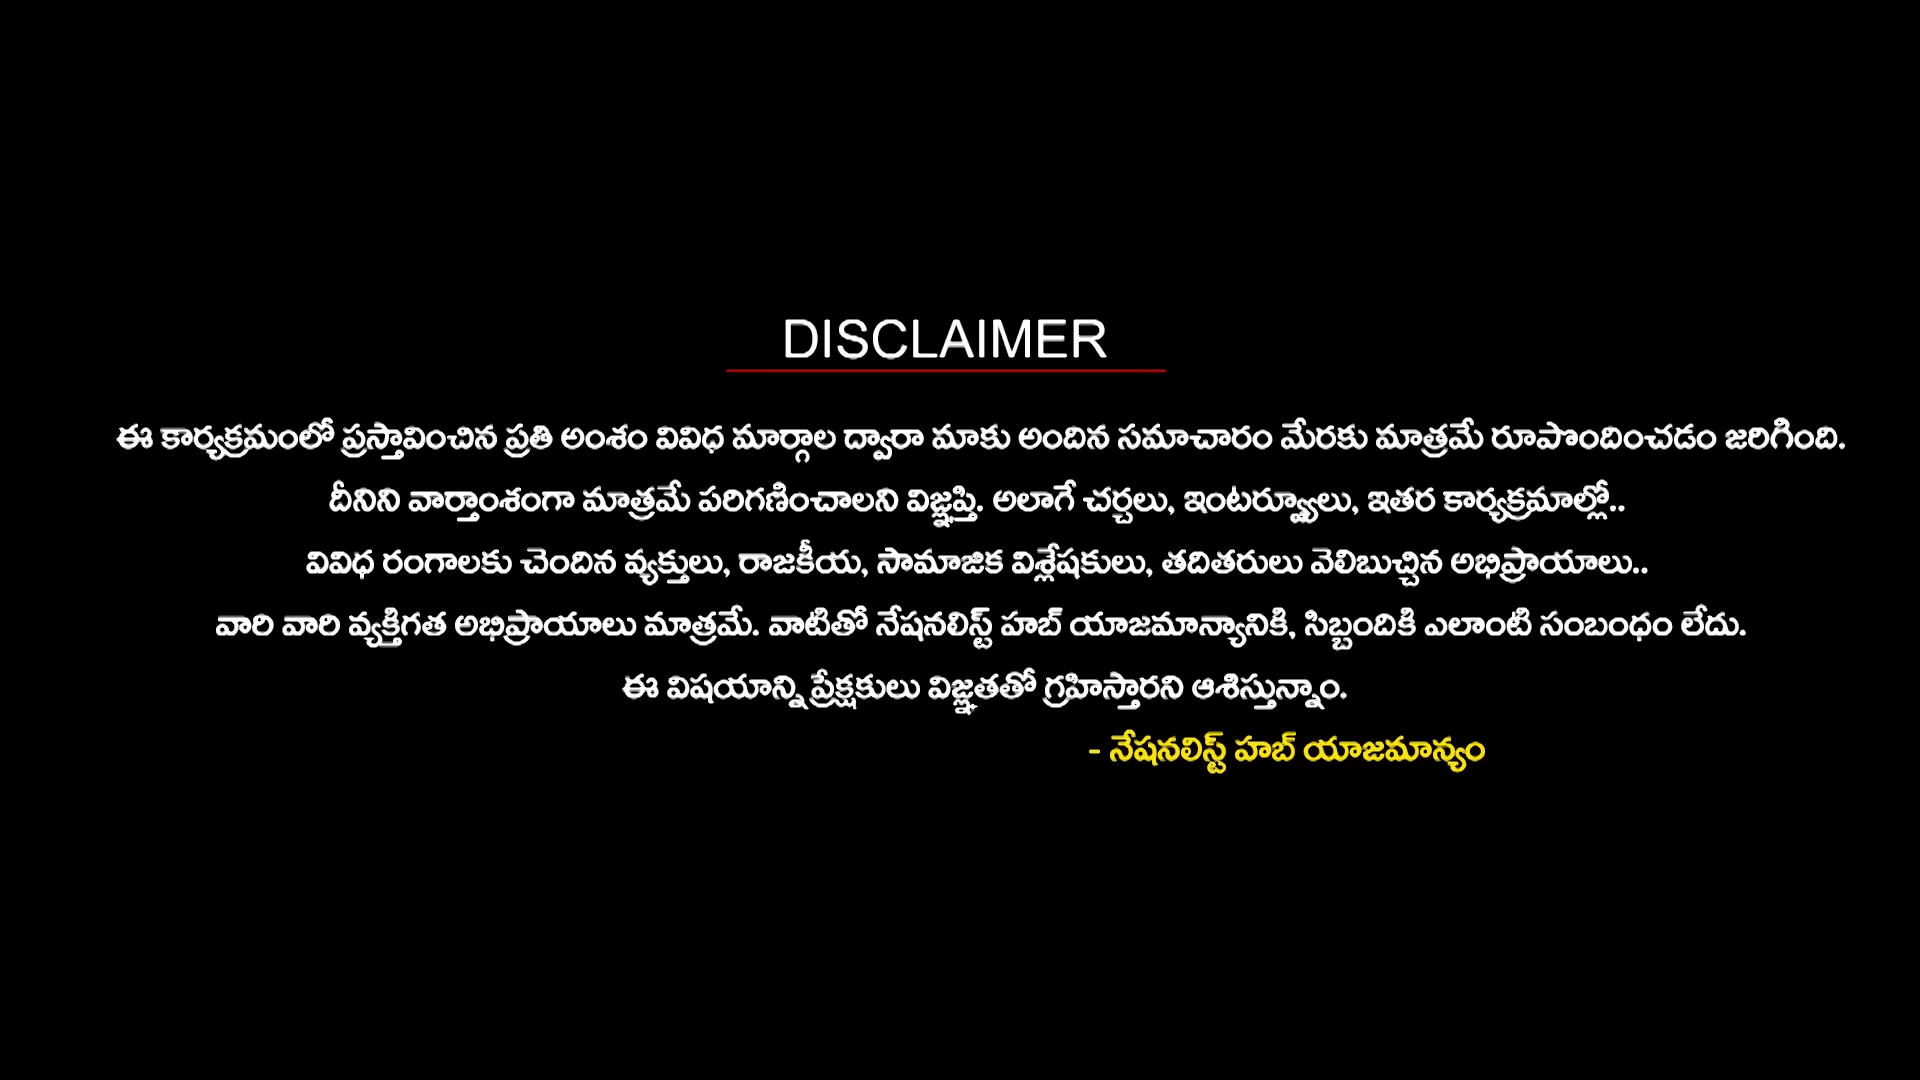 DISCLAIMER
ఈ కార్యక్రమంలో ప్రస్తావించిన ప్రతి అంశం వివిధ మార్గాల ద్వారా మాకు అందిన సమాచారం మేరకు మాత్రమే రూపొందించడం జరిగింది.
దీనిని వార్తాంశంగా మాత్రమే పరిగణించాలని విజ్ఞప్తి. అలాగే చర్చలు, ఇంటర్వ్యూలు, ఇతర కార్యక్రమాల్లో..
వివిధ రంగాలకు చెందిన వ్యక్తులు, రాజకీయ, సామాజిక విశ్లేషకులు, తదితరులు వెలిబుచ్చిన అభిప్రాయాలు..
వారి వారి వ్యక్తిగత అభిప్రాయాలు మాత్రమే. వాటితో నేషనలిస్ట్ హబ్ యాజమాన్యానికి, సిబ్బందికి ఎలాంటి సంబంధం లేదు.
ఈ విషయాన్ని ప్రేక్షకులు విజ్ఞతతో గ్రహిస్తారని ఆశిస్తున్నాం.
- నేషనలిస్ట్ హబ్ యాజమాన్యం